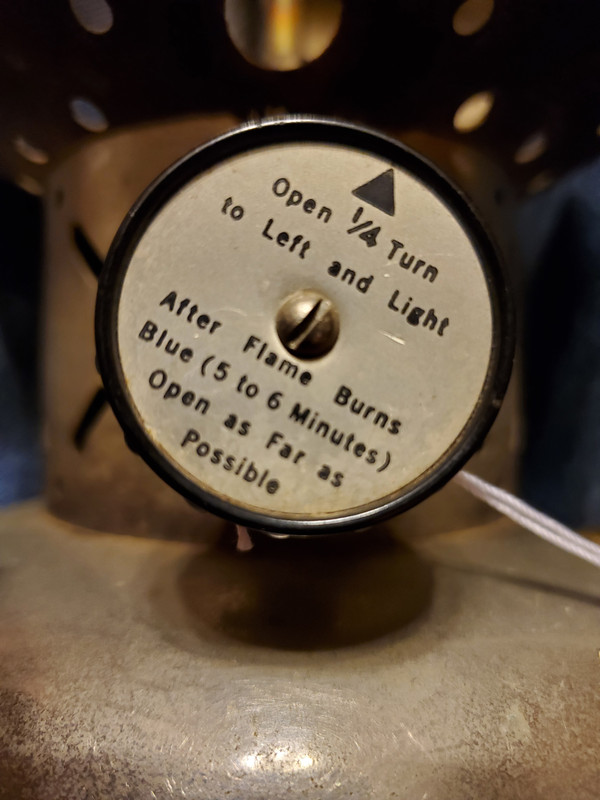 Open 1/4 Turn
to Left and Light
After Flame Burns
Blue (5 to 6 Minutes)
Open as Far as
Possible